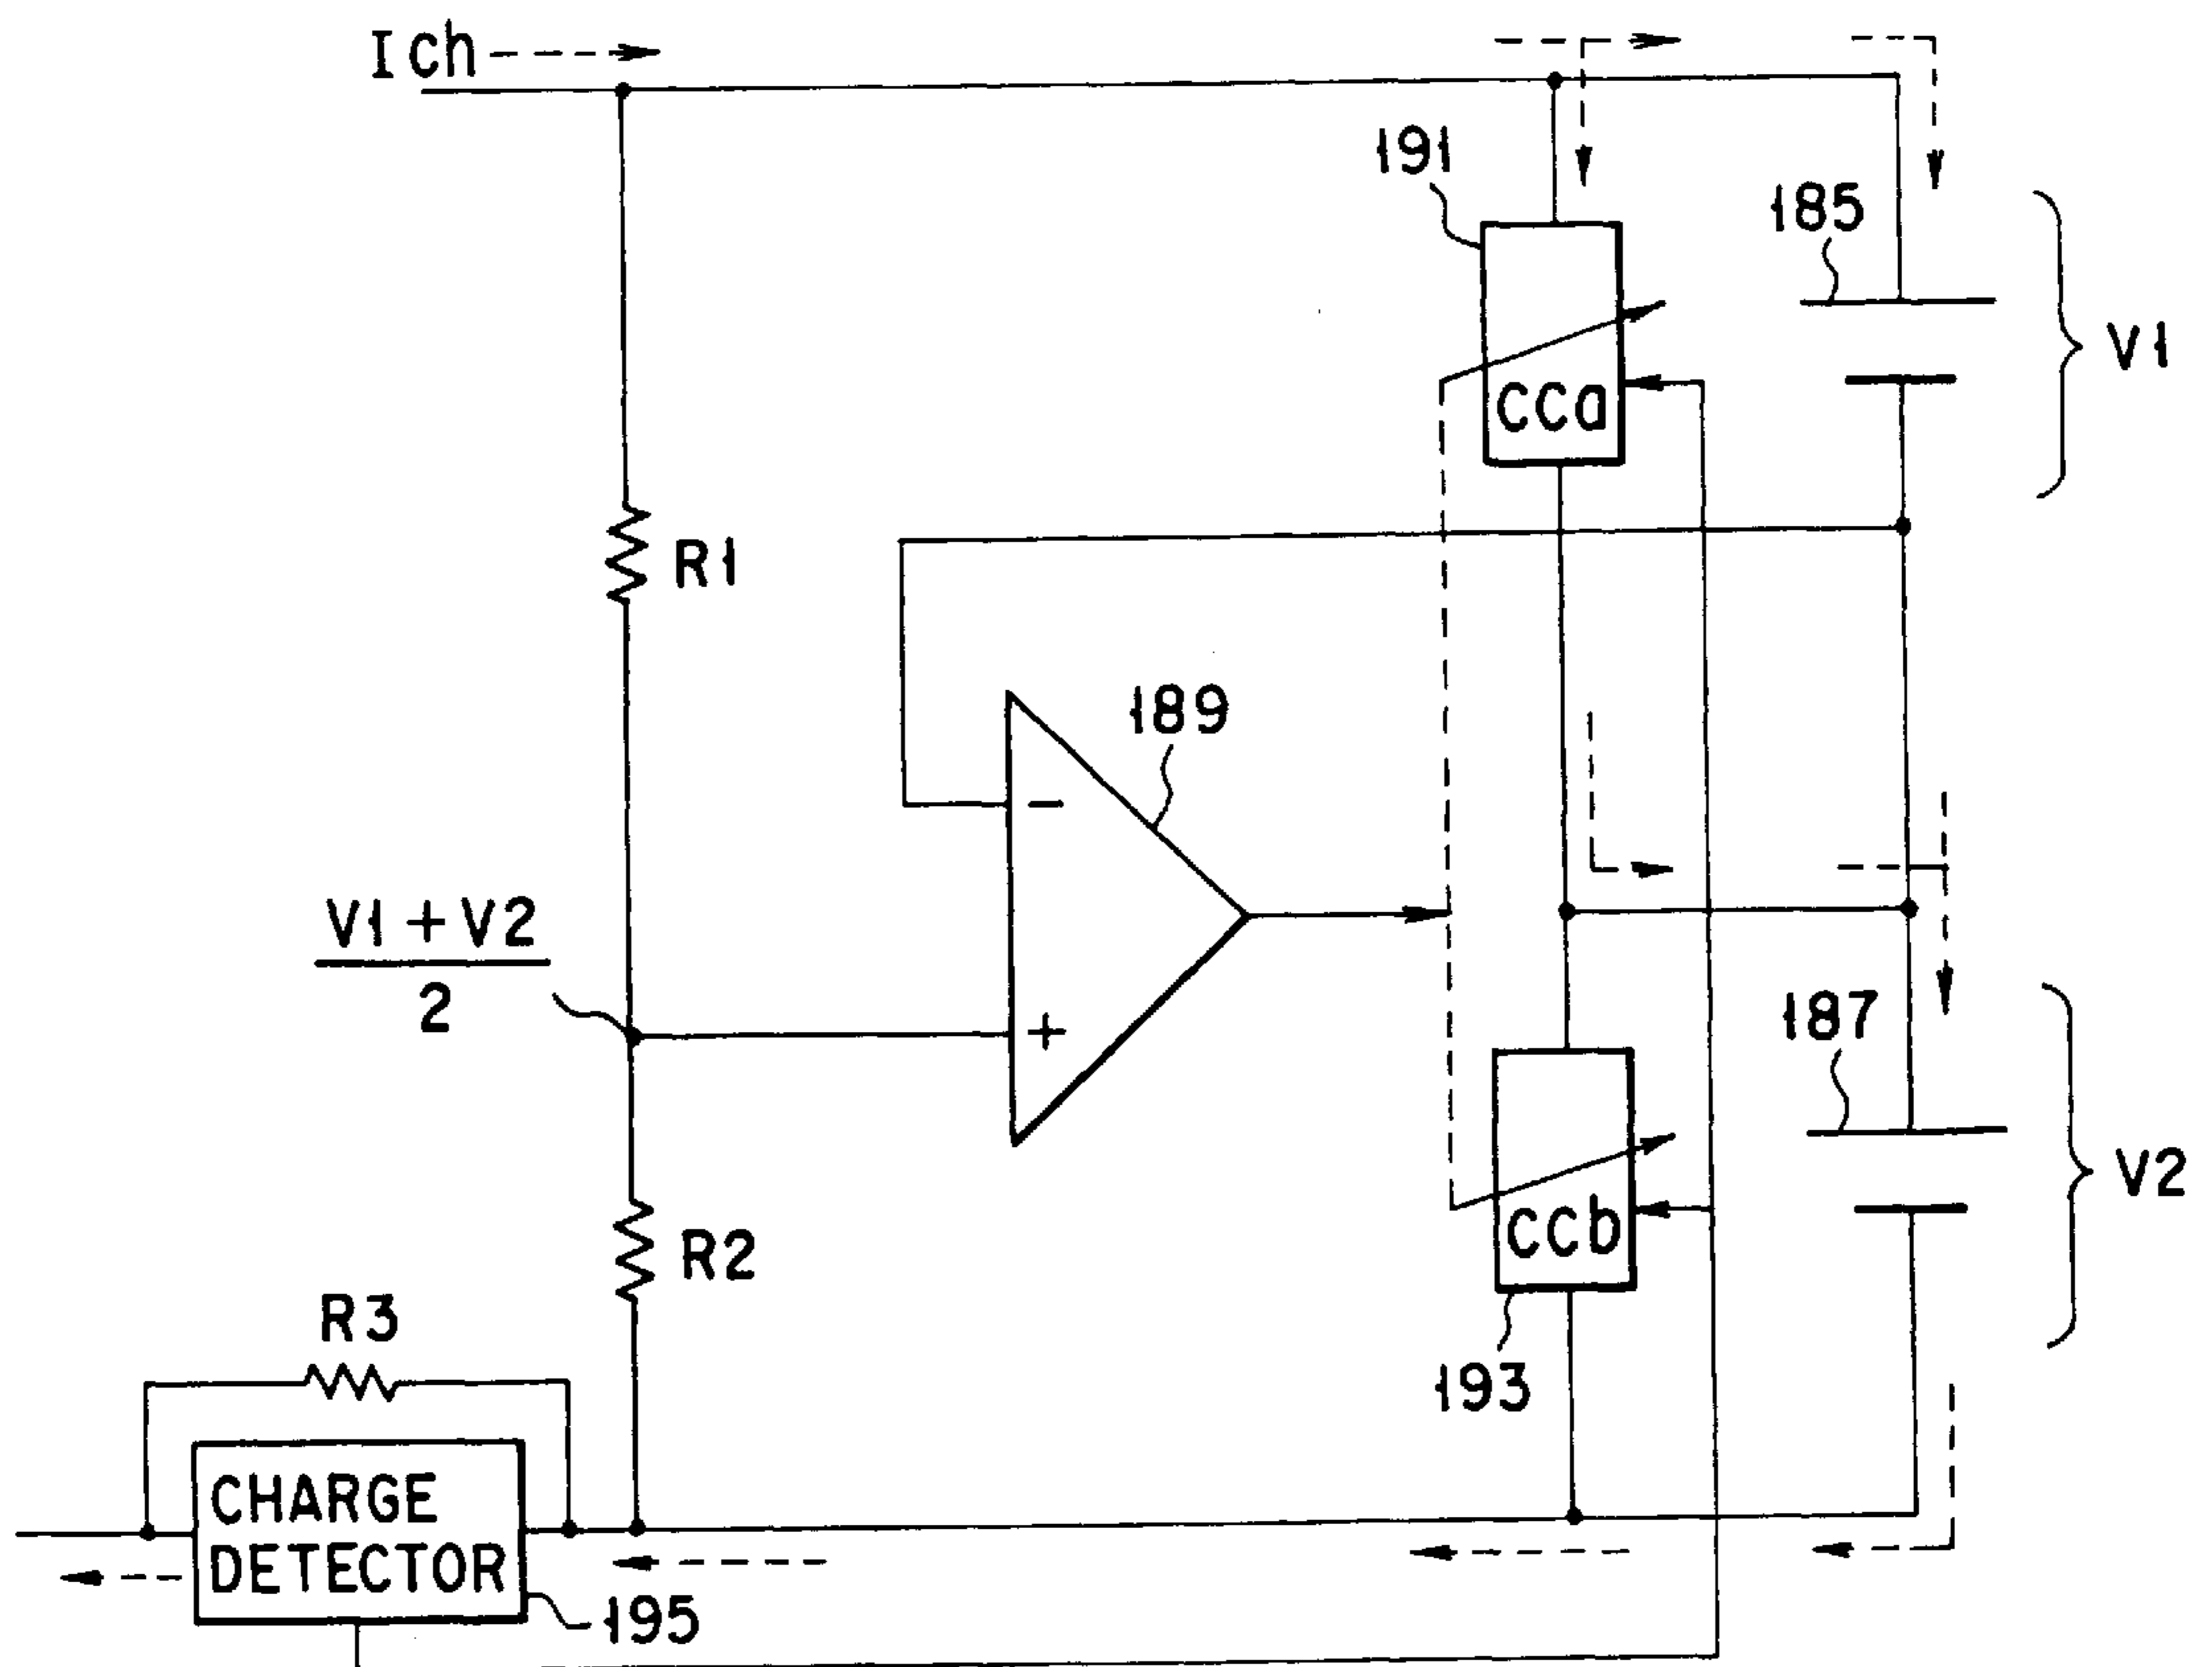 Ich
191
185
V1
CCa
R1
189
−
V1 + V2
2
+
187
V2
CCb
R2
R3
193
CHARGE
DETECTOR
195